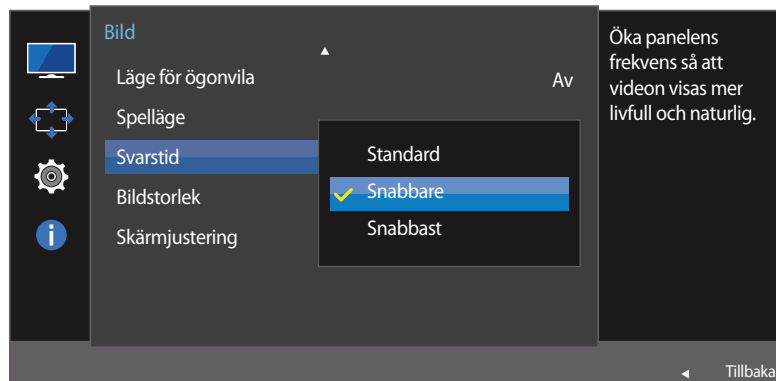 Bild
Läge för ögonvila
Av
Spelläge
Svarstid
Bildstorlek
Skärmjustering
Standard
Snabbare
Snabbast
Öka panelens
frekvens så att
videon visas mer
livfull och naturlig.
Tillbaka